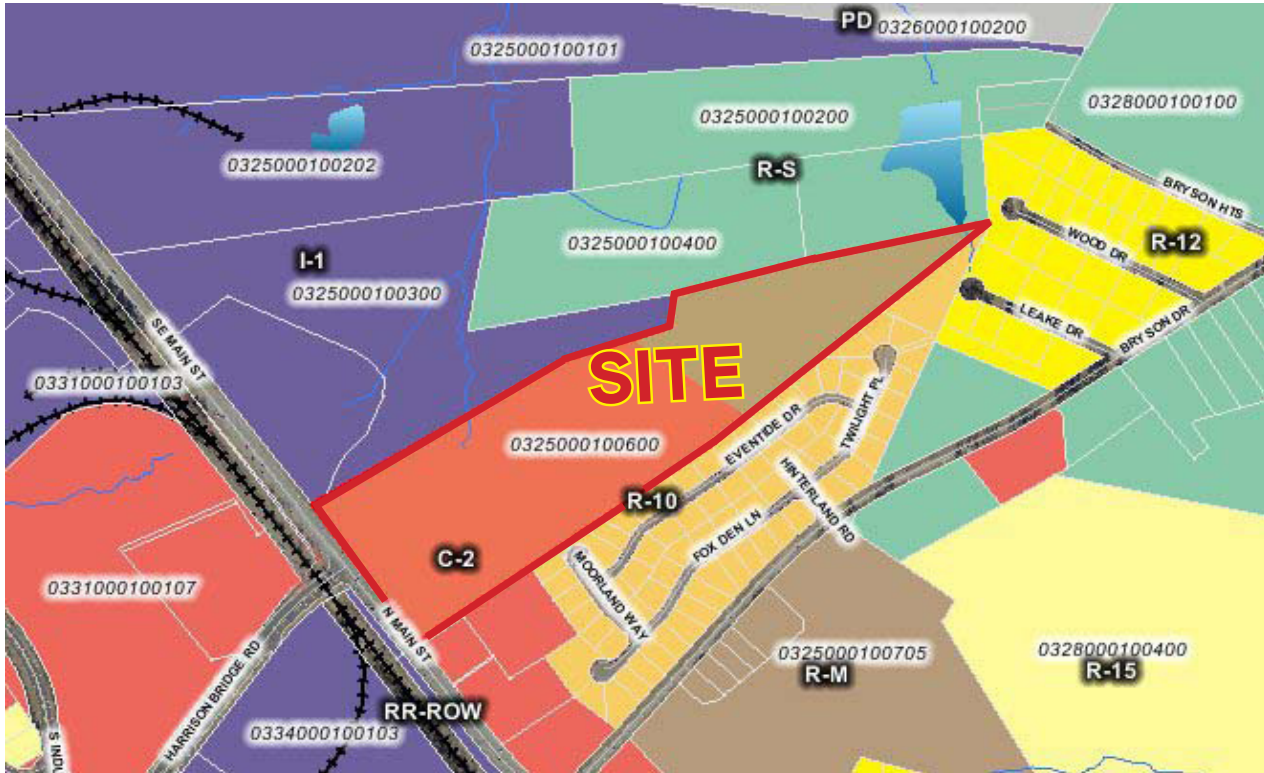 PD
0326000100200
0325000100101
0328000100100
0325000100200
0325000100202
R-S
BRYSON HTS
0325000100400
WOOD DR
R-12
I-1
0325000100300
LEAKE DR
BRYSON DR
SE MAIN ST
SITE
0331000100103
TWILIGHT PL
EVENTIDE DR
0325000100600
HINTERLAND RD
R-10
FOX DEN LN
C-2
MOORLAND WAY
0331000100107
N MAIN ST
HARRISON BRIDGE RD
0325000100705
R-M
0328000100400
R-15
RR-ROW
0334000100103
S INDU